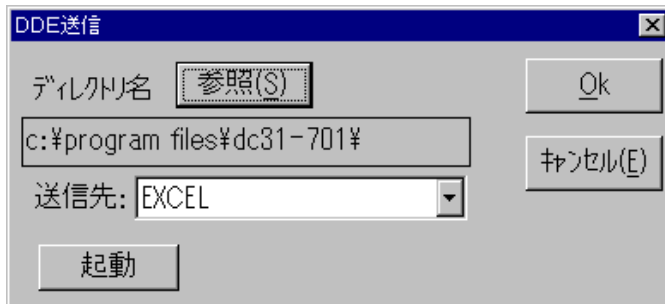 DDE送信
ディレクトリ名 参照(S) Ok
c:¥program files¥dc31-701¥
キャンセル(E)
送信先: EXCEL
起動